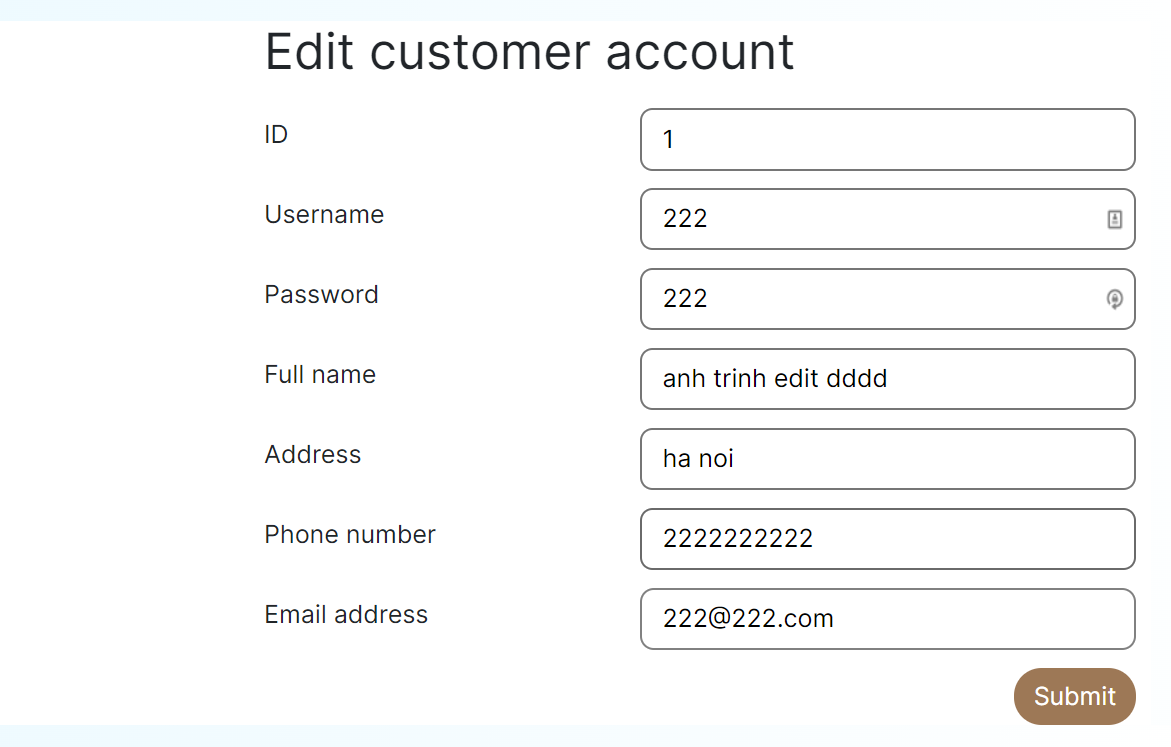 Edit customer account
ID 1
Username 222
Password 222
Full name anh trinh edit dddd
Address ha noi
Phone number 2222222222
Email address 222@222.com
Submit